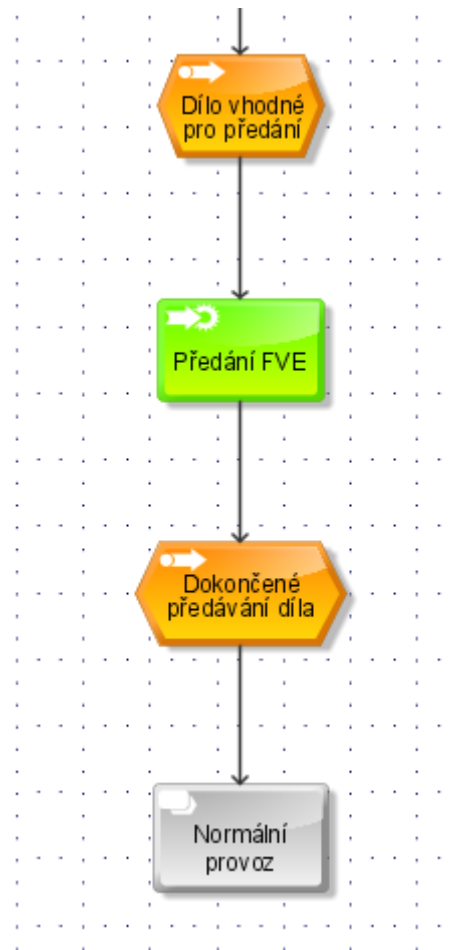 Dílo vhodné
pro předání
Předání FVE
Dokončené
předávání díla
Normální
provoz